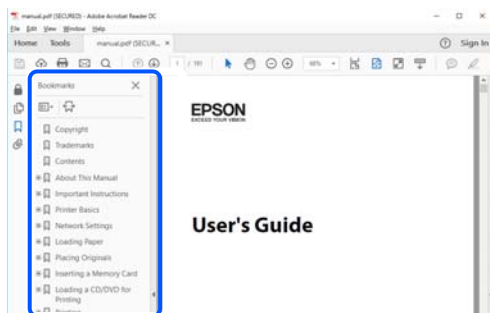 manual.pdf (SECURED) - Adobe Acrobat Reader DC
File Edit View Window Help
Home Tools manual.pdf (SECUR... ×
Sign In
1 / 191
Bookmarks
Copyright
Trademarks
Contents
About This Manual
Important Instructions
Printer Basics
Network Settings
Loading Paper
Placing Originals
Inserting a Memory Card
Loading a CD/DVD for
Printing
EPSON
EXCEED YOUR VISION
User's Guide